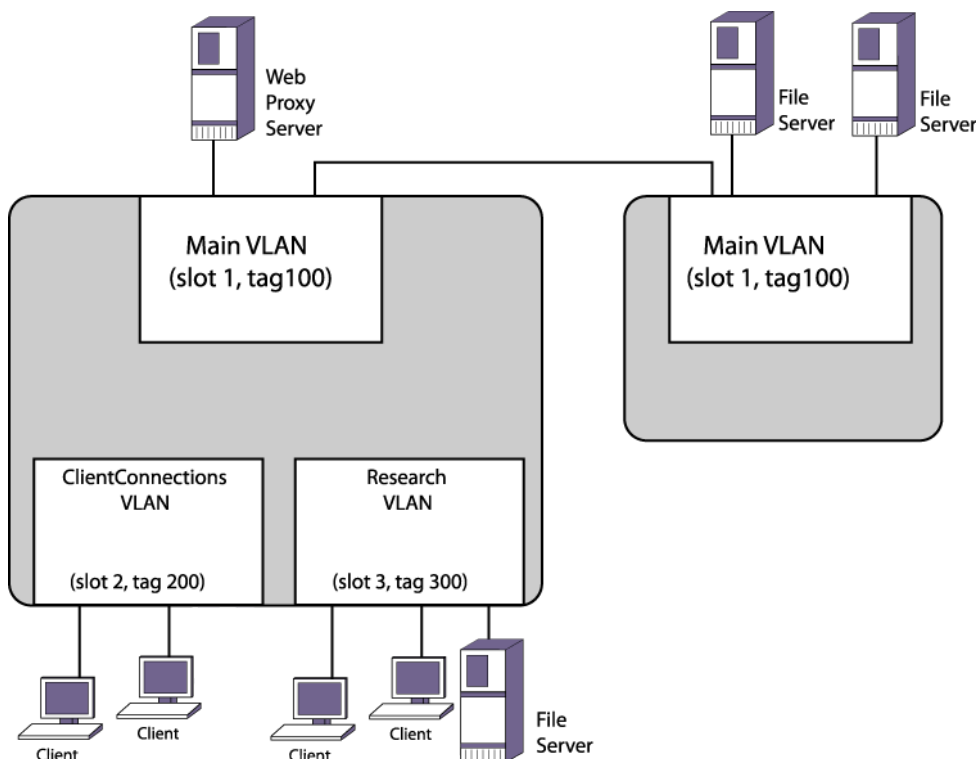 Web
Proxy
Server
File
Server
File
Server
Main VLAN
(slot 1, tag100)
Main VLAN
(slot 1, tag100)
ClientConnections
VLAN
(slot 2, tag 200)
Research
VLAN
(slot 3, tag 300)
Client
Client
Client
Client
File
Server